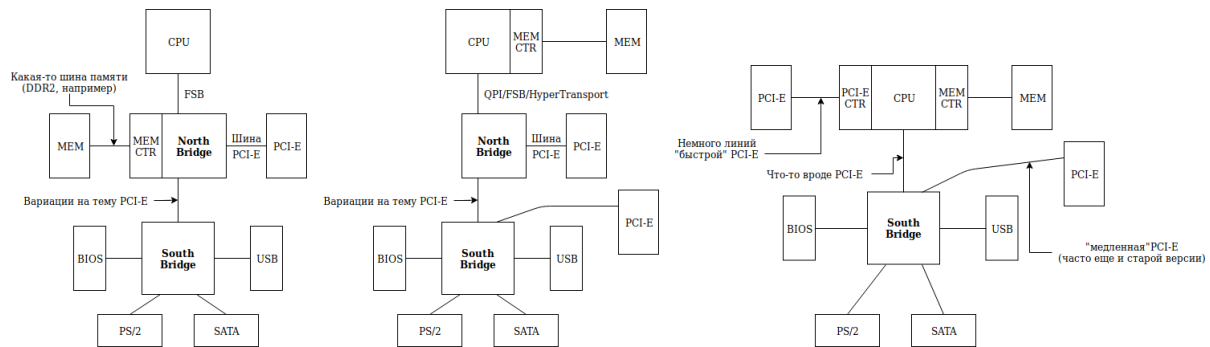 CPU
Какая-то шина памяти
(DDR2, например)
FSB
MEM
MEM
CTR
North
Bridge
Шина
PCI-E
PCI-E
Вариации на тему PCI-E
BIOS
South
Bridge
USB
PS/2
SATA
CPU
MEM
CTR
MEM
QPI/FSB/HyperTransport
North
Bridge
Шина
PCI-E
PCI-E
Вариации на тему PCI-E
PCI-E
BIOS
South
Bridge
USB
PS/2
SATA
PCI-E
PCI-E
CTR
CPU
MEM
CTR
MEM
Немного линий
"быстрой" PCI-E
Что-то вроде PCI-E
PCI-E
BIOS
South
Bridge
USB
"медленная"PCI-E
(часто еще и старой версии)
PS/2
SATA